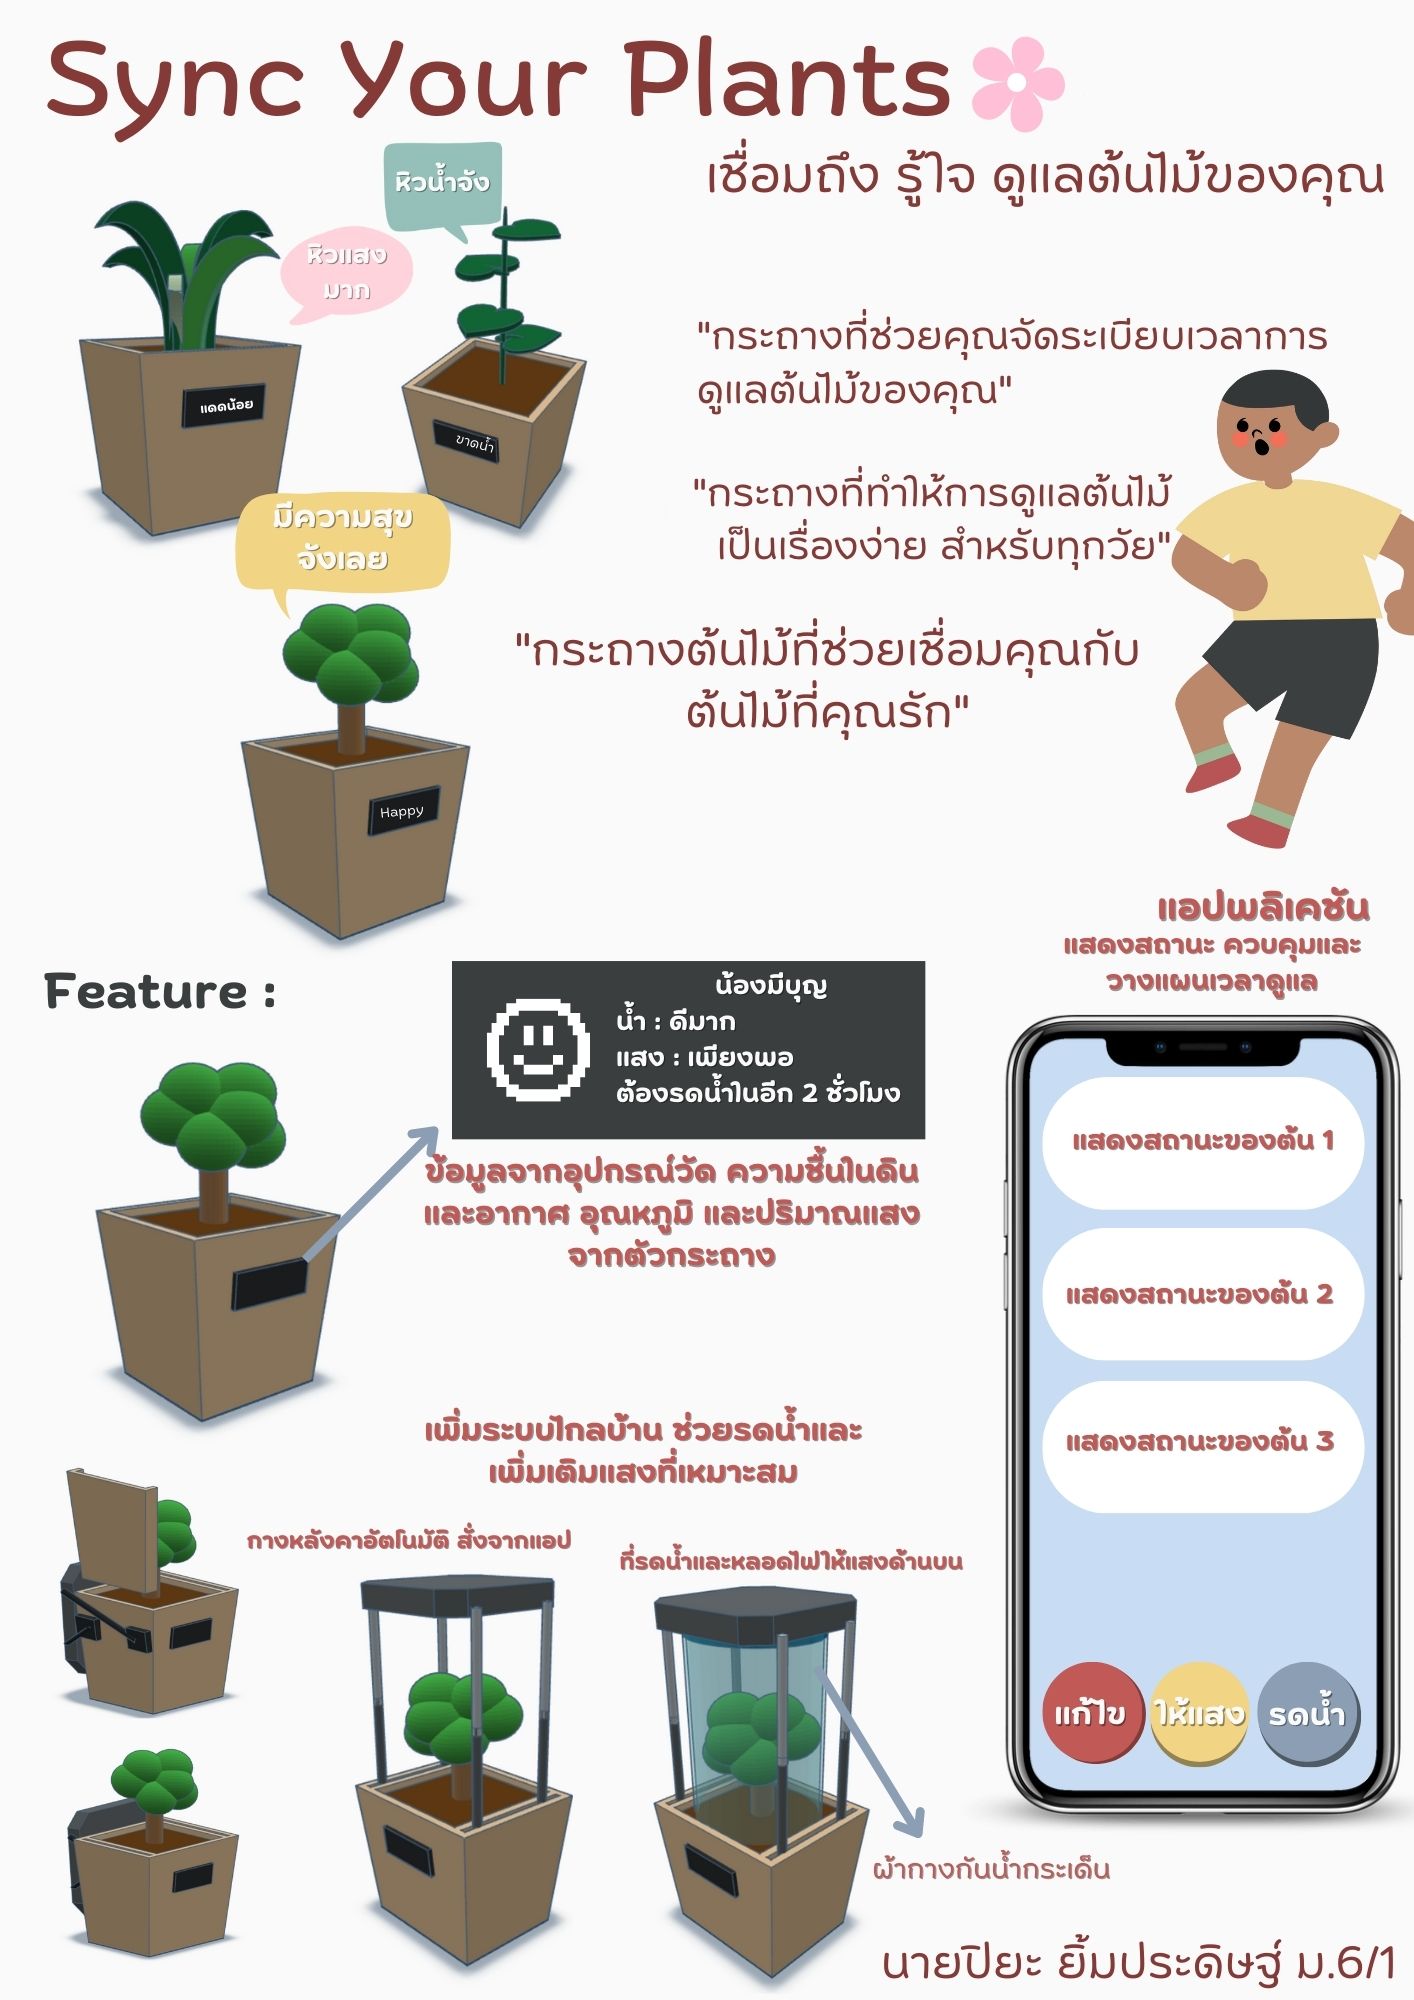 Sync Your Plants
เชื่อมถึง รู้ใจ ดูแลต้นไม้ของคุณ
หิวน้ำจัง
หิวแสง
มาก
แดดน้อย
ขาดน้ำ
"กระถางที่ช่วยคุณจัดระเบียบเวลาการ
ดูแลต้นไม้ของคุณ"
"กระถางที่ทำให้การดูแลต้นไม้
เป็นเรื่องง่าย สำหรับทุกวัย"
มีความสุข
จังเลย
"กระถางต้นไม้ที่ช่วยเชื่อมคุณกับ
ต้นไม้ที่คุณรัก"
Happy
Feature :
น้องมีบุญ
น้ำ : ดีมาก
แสง : เพียงพอ
ต้องรดน้ำในอีก 2 ชั่วโมง
ข้อมูลจากอุปกรณ์วัด ความชื้นในดิน
และอากาศ อุณหภูมิ และปริมาณแสง
จากตัวกระถาง
แอปพลิเคชัน
แสดงสถานะ ควบคุมและ
วางแผนเวลาดูแล
แสดงสถานะของต้น 1
แสดงสถานะของต้น 2
แสดงสถานะของต้น 3
แก้ไข
ให้แสง
รดน้ำ
เพิ่มระบบไกลบ้าน ช่วยรดน้ำและ
เพิ่มเติมแสงที่เหมาะสม
กางหลังคาอัตโนมัติ สั่งจากแอป
ที่รดน้ำและหลอดไฟให้แสงด้านบน
ผ้ากางกันน้ำกระเด็น
นายปิยะ ยิ้มประดิษฐ์ ม.6/1